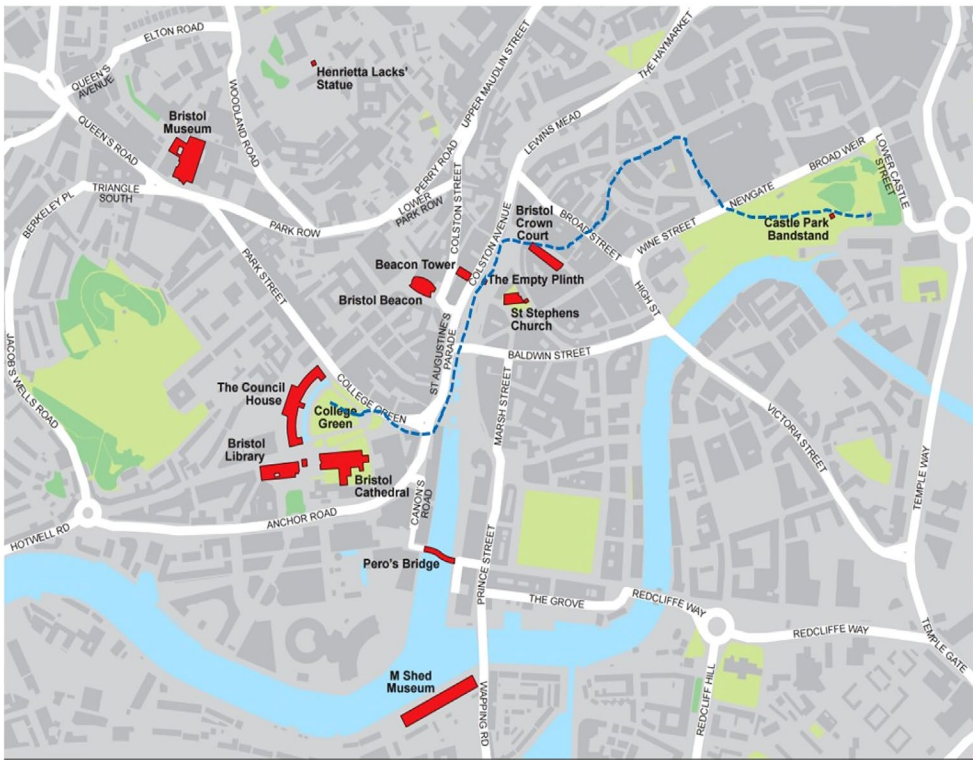 ELTON ROAD
QUEEN'S
AVENUE
WOODLAND ROAD
Henrietta Lacks'
Statue
UPPER MAUDLIN STREET
THE HAYMARKET
Bristol
Museum
QUEEN'S ROAD
LEWINS MEAD
BROAD WEIR
LOWER CASTLE
STREET
PERRY ROAD
BERKELEY PL
TRIANGLE
SOUTH
LOWER
PARK ROW
PARK ROW
COLSTON STREET
COLSTON AVENUE
Bristol
Crown
Court
BROAD STREET
NEWGATE
WINE STREET
Castle Park
Bandstand
PARK STREET
Beacon Tower
Bristol Beacon
The Empty Plinth
St Stephens
Church
HIGH ST
JACOB'S WELLS ROAD
ST AUGUSTINE'S
PARADE
BALDWIN STREET
The Council
House
COLLEGE GREEN
College
Green
MARSH STREET
VICTORIA STREET
Bristol
Library
Bristol
Cathedral
TEMPLE WAY
CANON'S
ROAD
ANCHOR ROAD
HOTWELL RD
Pero's Bridge
PRINCE STREET
THE GROVE
REDCLIFFE WAY
REDCLIFFE WAY
TEMPLE GATE
M Shed
Museum
WAPPING RD
REDCLIFF HILL